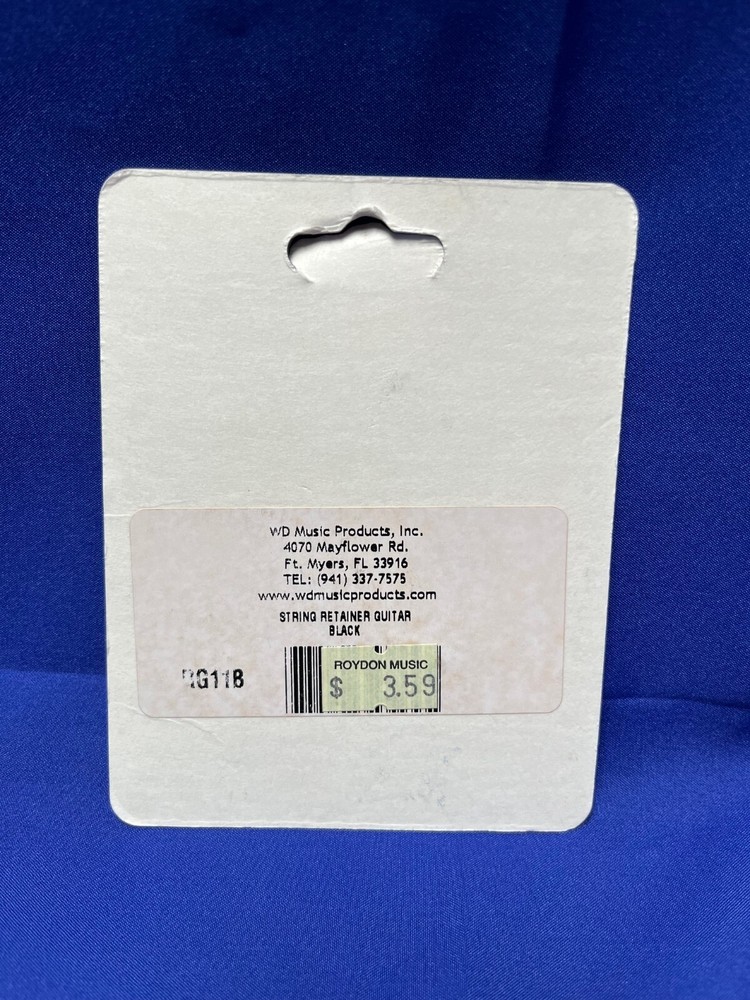 WD Music Products, Inc.
4070 Mayflower Rd.
Ft. Myers, FL 33916
TEL: (941) 337-7575
www.wdmusicproducts.com
STRING RETAINER GUITAR
BLACK
ROYDON MUSIC
$ 3.59